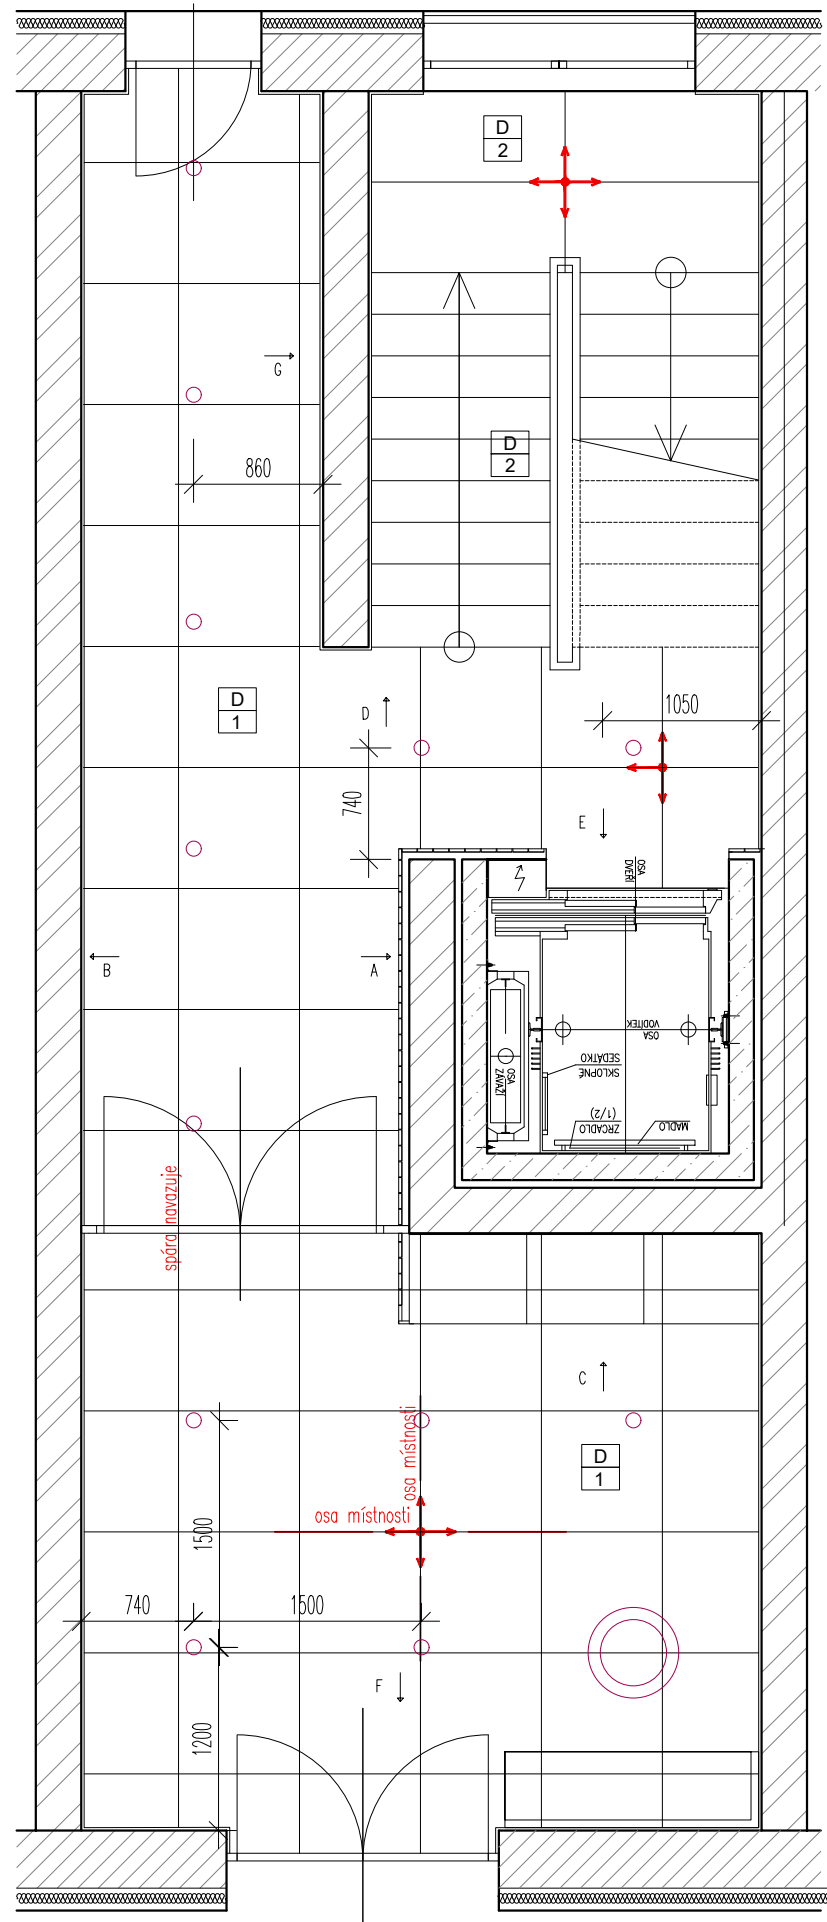 D
2
G
860
D
2
D
1
D
1050
740
E
OSA
DVEŘÍ
B
A
OSA
VODÍTEK
SKLOPNÉ
SEDÁTKO
OSA
ZÁVAŽÍ
ZRCADLO
(1/2)
MADLO
spára navazuje
C
osa místnosti
D
1
osa místnosti
1500
740
1500
F
1200